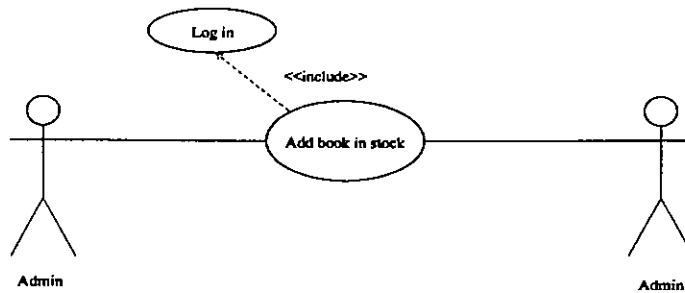 Log in
<<include>>
Add book in stock
Admin
Admin